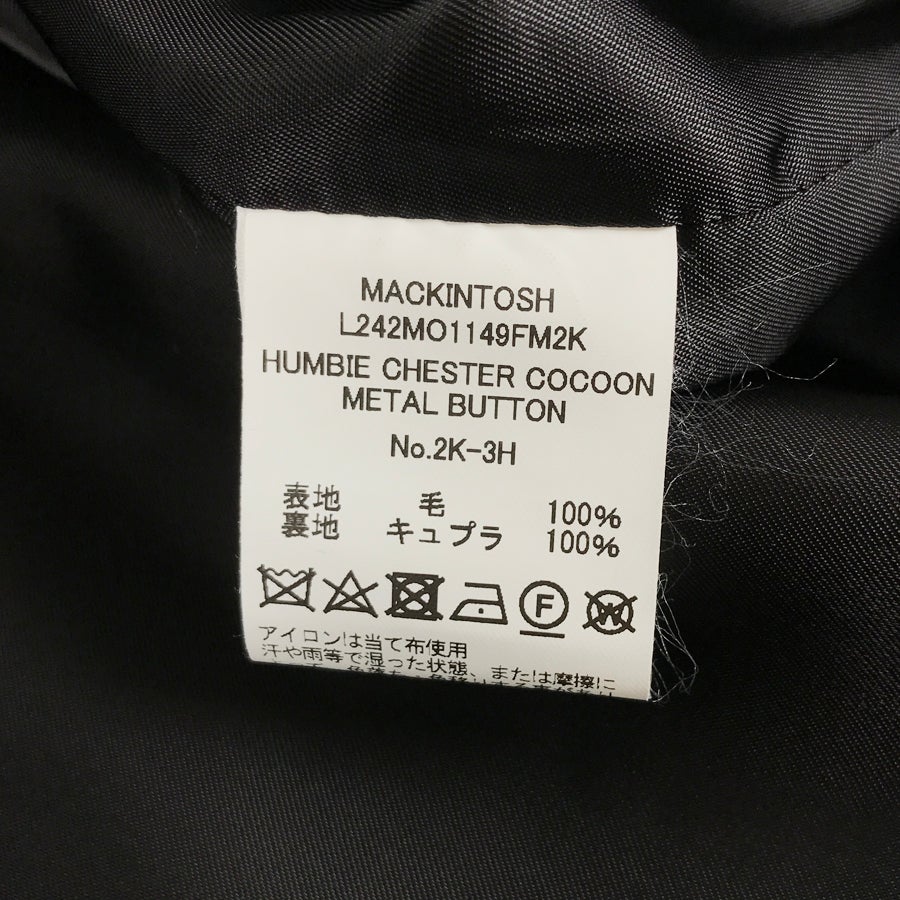 MACKINTOSH
L242MO1149FM2K
HUMBIE CHESTER COCOON
METAL BUTTON
No.2K-3H
表地 毛 100%
裏地 キュプラ 100%
F W
アイロンは当て布使用
汗や雨等で湿った状態、または摩擦に